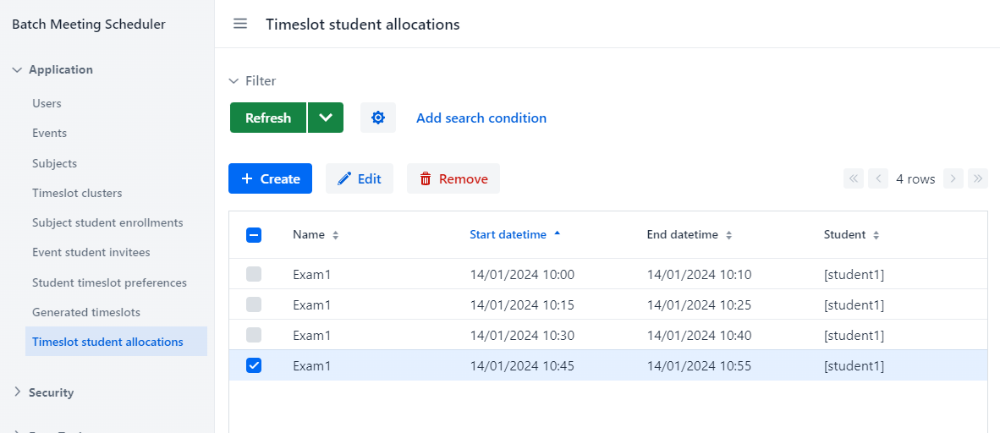 Batch Meeting Scheduler
Timeslot student allocations
Application
Users
Events
Subjects
Timeslot clusters
Subject student enrollments
Event student invitees
Student timeslot preferences
Generated timeslots
Timeslot student allocations
Security
Filter
Refresh
Add search condition
Create Edit Remove 4 rows
Name Start datetime End datetime Student
Exam1 14/01/2024 10:00 14/01/2024 10:10 [student1]
Exam1 14/01/2024 10:15 14/01/2024 10:25 [student1]
Exam1 14/01/2024 10:30 14/01/2024 10:40 [student1]
Exam1 14/01/2024 10:45 14/01/2024 10:55 [student1]